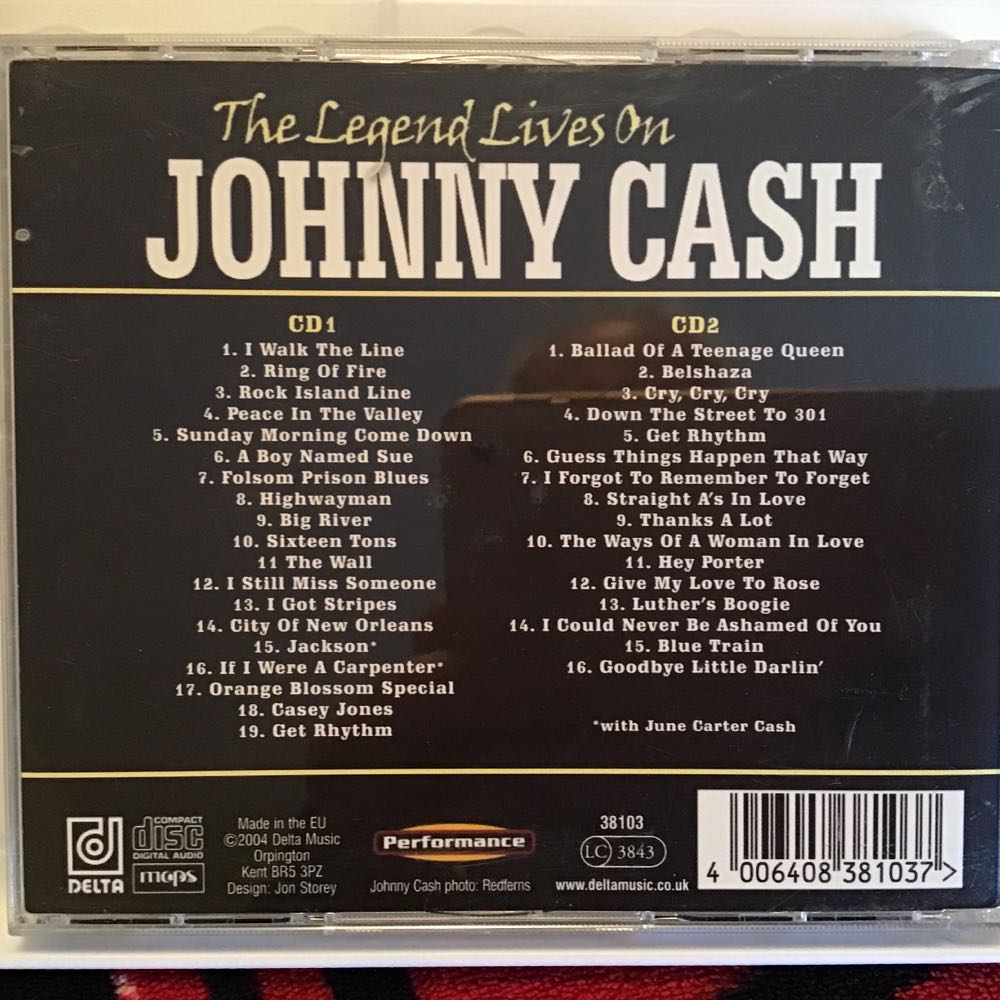 The Legend Lives On
JOHNNY CASH
CD1
1. I Walk The Line
2. Ring Of Fire
3. Rock Island Line
4. Peace In The Valley
5. Sunday Morning Come Down
6. A Boy Named Sue
7. Folsom Prison Blues
8. Highwayman
9. Big River
10. Sixteen Tons
11 The Wall
12. I Still Miss Someone
13. I Got Stripes
14. City Of New Orleans
15. Jackson*
16. If I Were A Carpenter*
17. Orange Blossom Special
18. Casey Jones
19. Get Rhythm
CD2
1. Ballad Of A Teenage Queen
2. Belshaza
3. Cry, Cry, Cry
4. Down The Street To 301
5. Get Rhythm
6. Guess Things Happen That Way
7. I Forgot To Remember To Forget
8. Straight A's In Love
9. Thanks A Lot
10. The Ways Of A Woman In Love
11. Hey Porter
12. Give My Love To Rose
13. Luther's Boogie
14. I Could Never Be Ashamed Of You
15. Blue Train
16. Goodbye Little Darlin'
*with June Carter Cash
d
DELTA
COMPACT
disc
DIGITAL AUDIO
mcps
Made in the EU
©2004 Delta Music
Orpington
Kent BR5 3PZ
Design: Jon Storey
Performance
Johnny Cash photo: Redferns
38103
LC 3843
www.deltamusic.co.uk
4 006408 381037 >